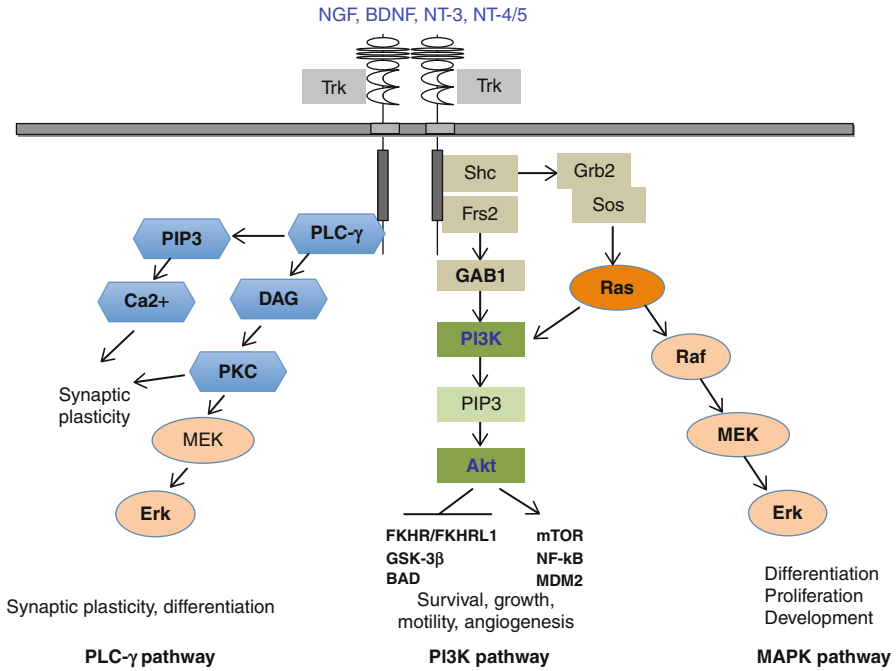 NGF, BDNF, NT-3, NT-4/5
Trk
Trk
Shc
Grb2
Sos
Frs2
PIP3
PLC-γ
GAB1
Ca2+
DAG
Ras
PI3K
Raf
PKC
Synaptic
plasticity
PIP3
MEK
MEK
Akt
Erk
Erk
FKHR/FKHRL1
GSK-3β
BAD
mTOR
NF-kB
MDM2
Synaptic plasticity, differentiation
Survival, growth,
motility, angiogenesis
Differentiation
Proliferation
Development
PLC-γ pathway
PI3K pathway
MAPK pathway